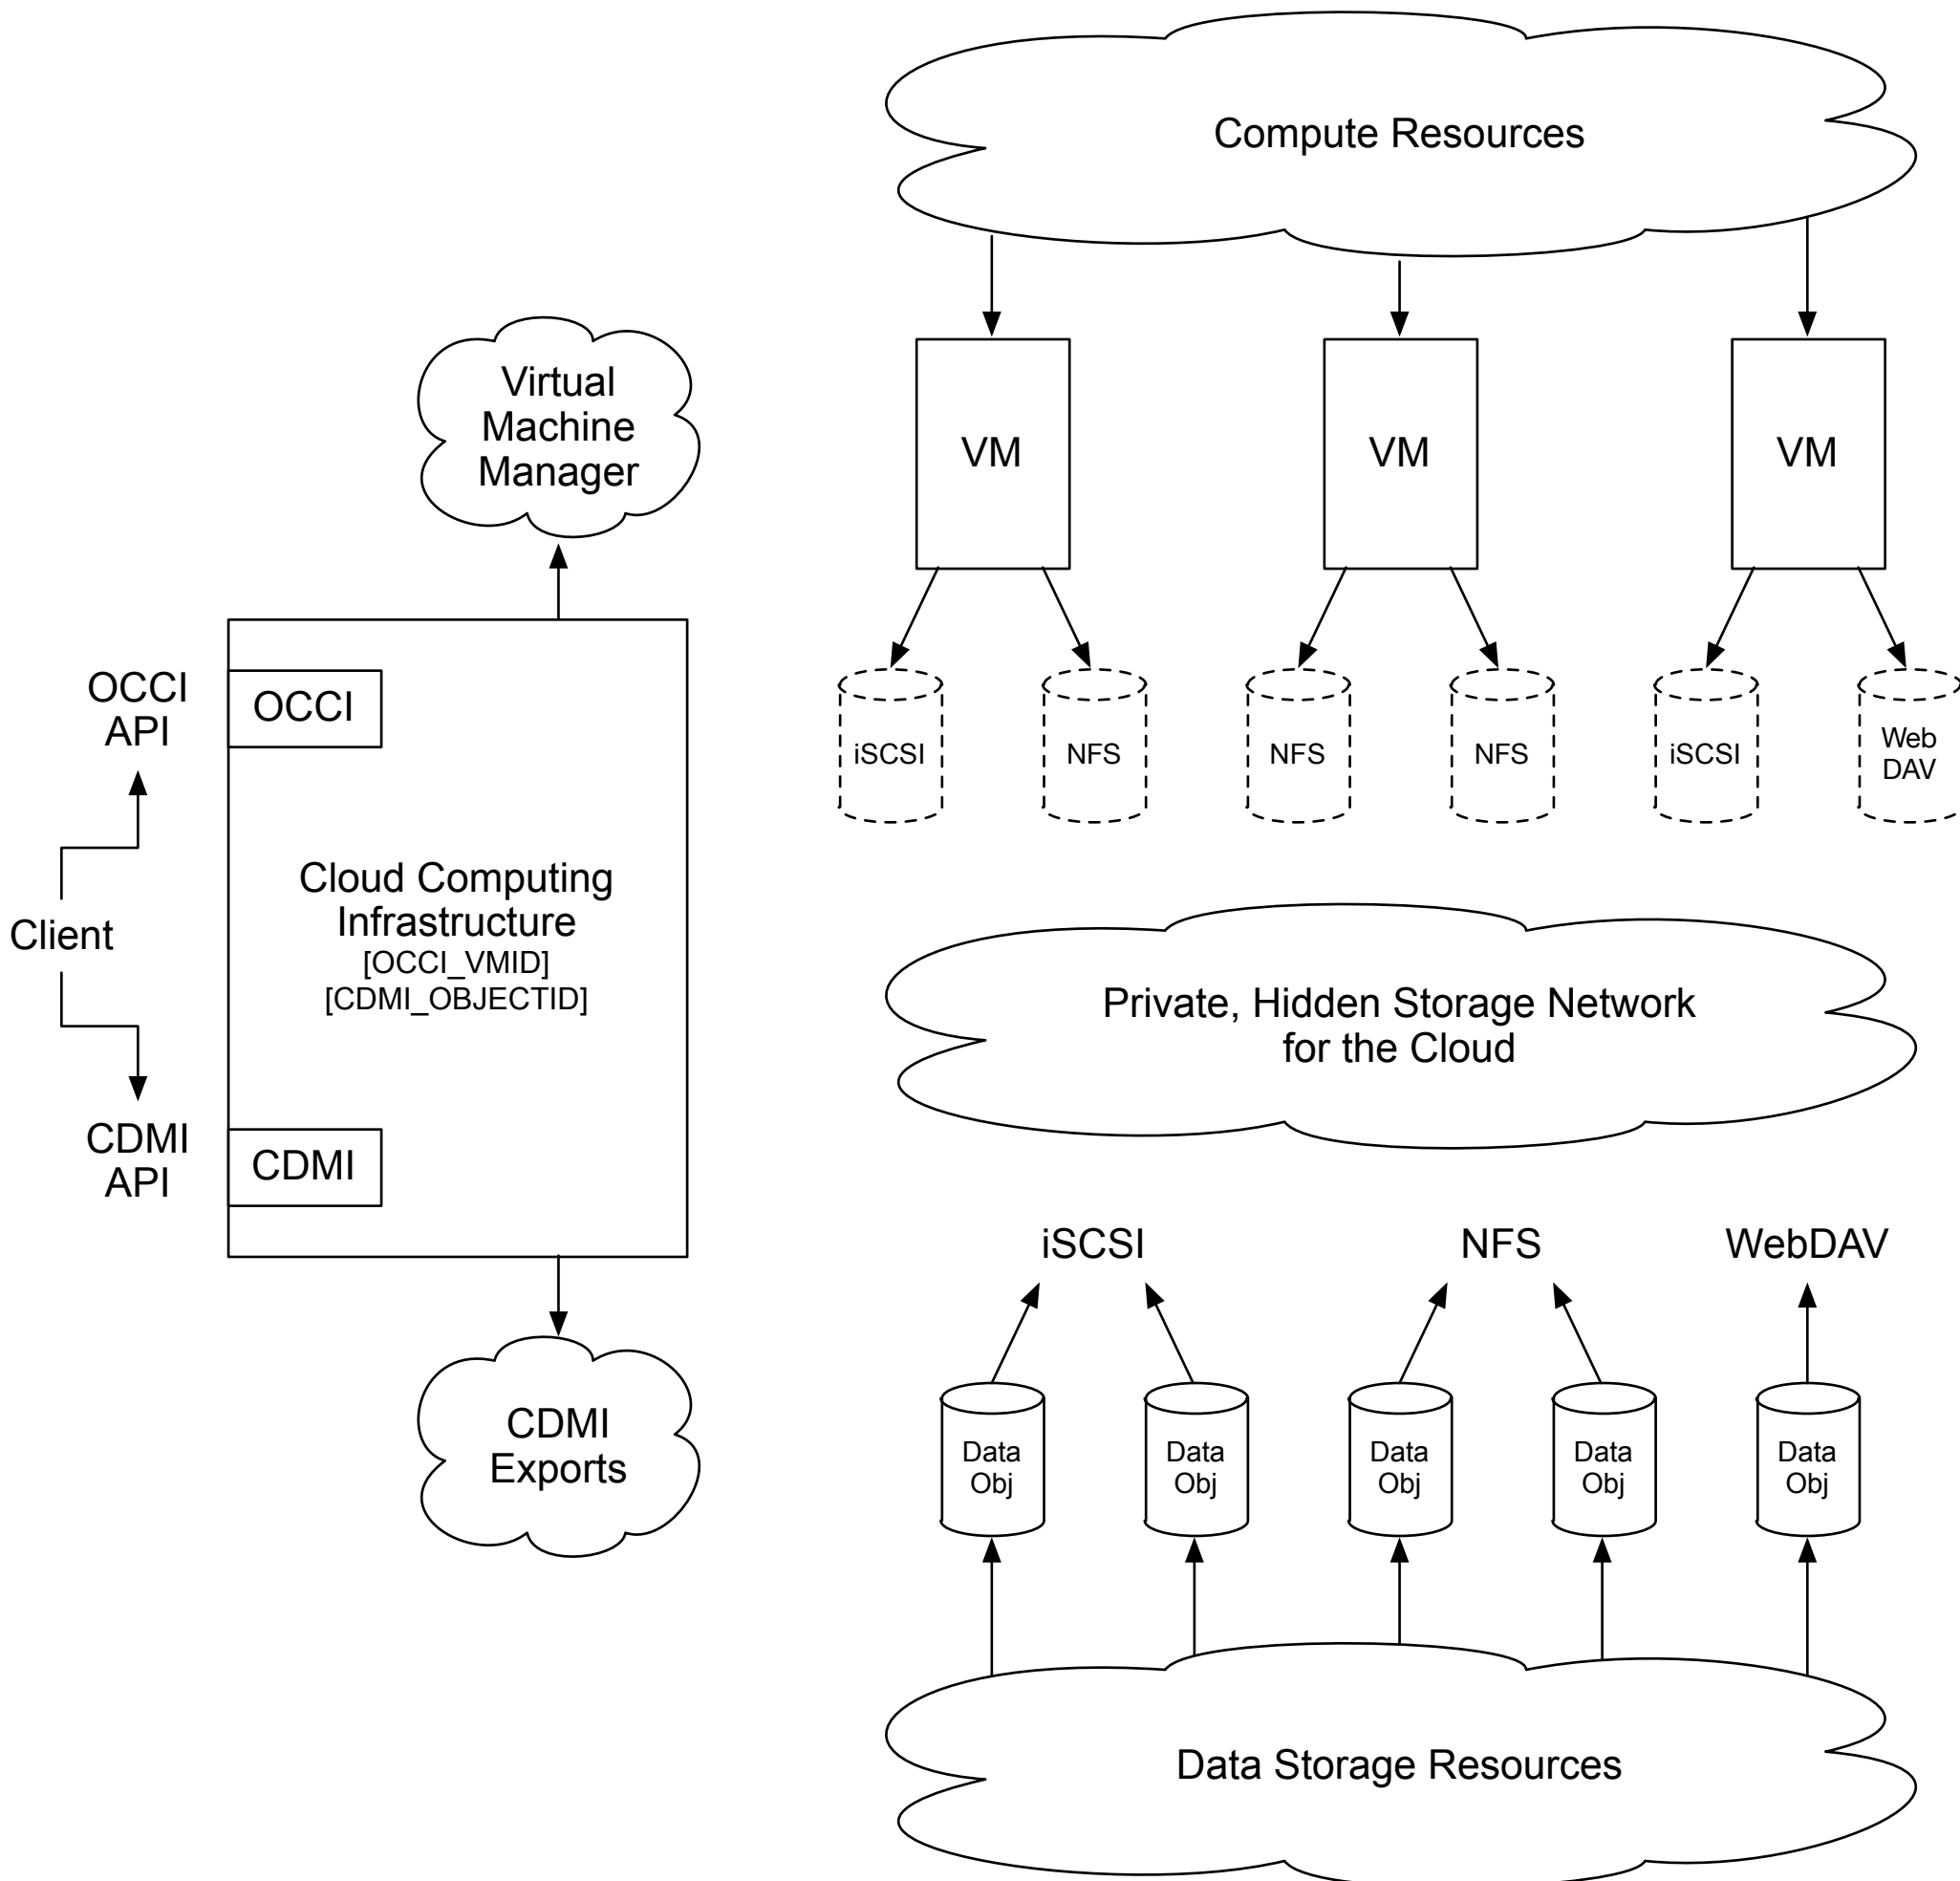 Compute Resources
Virtual
Machine
Manager
VM
VM
VM
OCCI
API
OCCI
iSCSI
NFS
NFS
NFS
iSCSI
Web
DAV
Client
Cloud Computing
Infrastructure
[OCCI_VMID]
[CDMI_OBJECTID]
Private, Hidden Storage Network
for the Cloud
CDMI
API
CDMI
iSCSI
NFS
WebDAV
CDMI
Exports
Data
Obj
Data
Obj
Data
Obj
Data
Obj
Data
Obj
Data Storage Resources